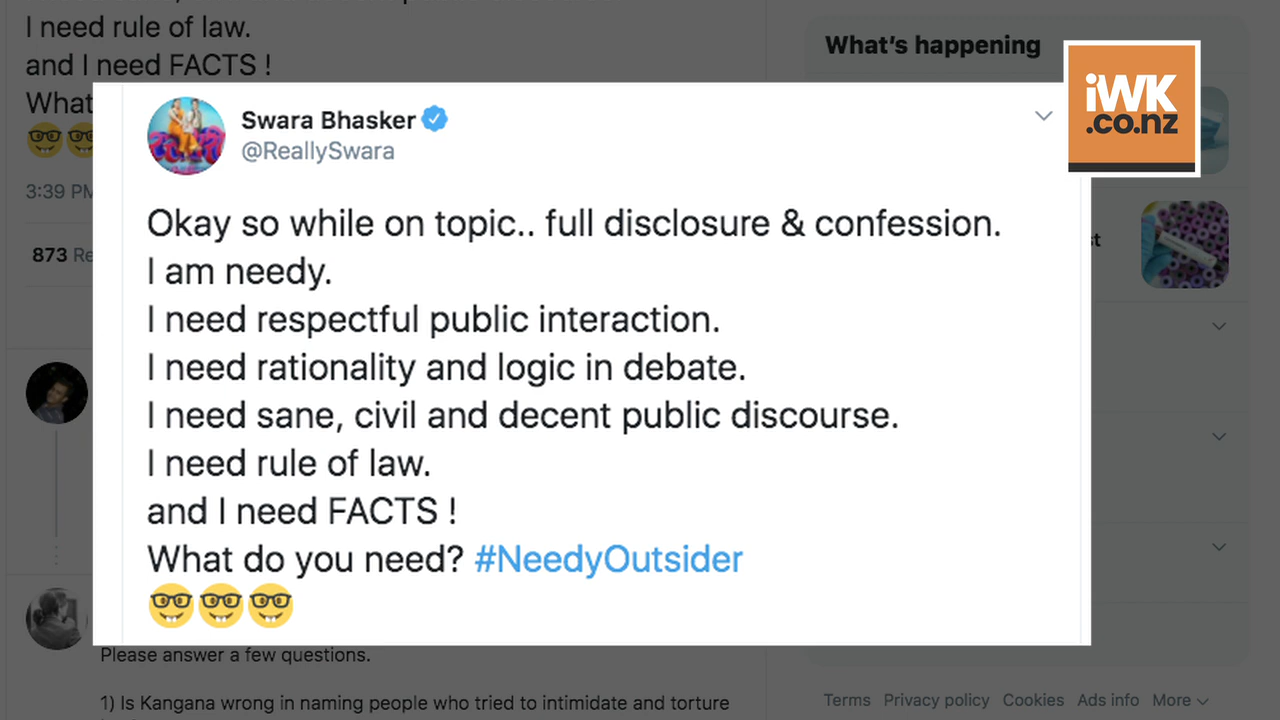 I need rule of law.
and I need FACTS !
What
3:39 PM
873 Re
What's happening
iWK
.co.nz
st
Swara Bhasker
@ReallySwara
Okay so while on topic.. full disclosure & confession.
I am needy.
I need respectful public interaction.
I need rationality and logic in debate.
I need sane, civil and decent public discourse.
I need rule of law.
and I need FACTS !
What do you need? #NeedyOutsider
🤓🤓🤓
Please answer a few questions.
1) Is Kangana wrong in naming people who tried to intimidate and torture
Terms Privacy policy Cookies Ads info More